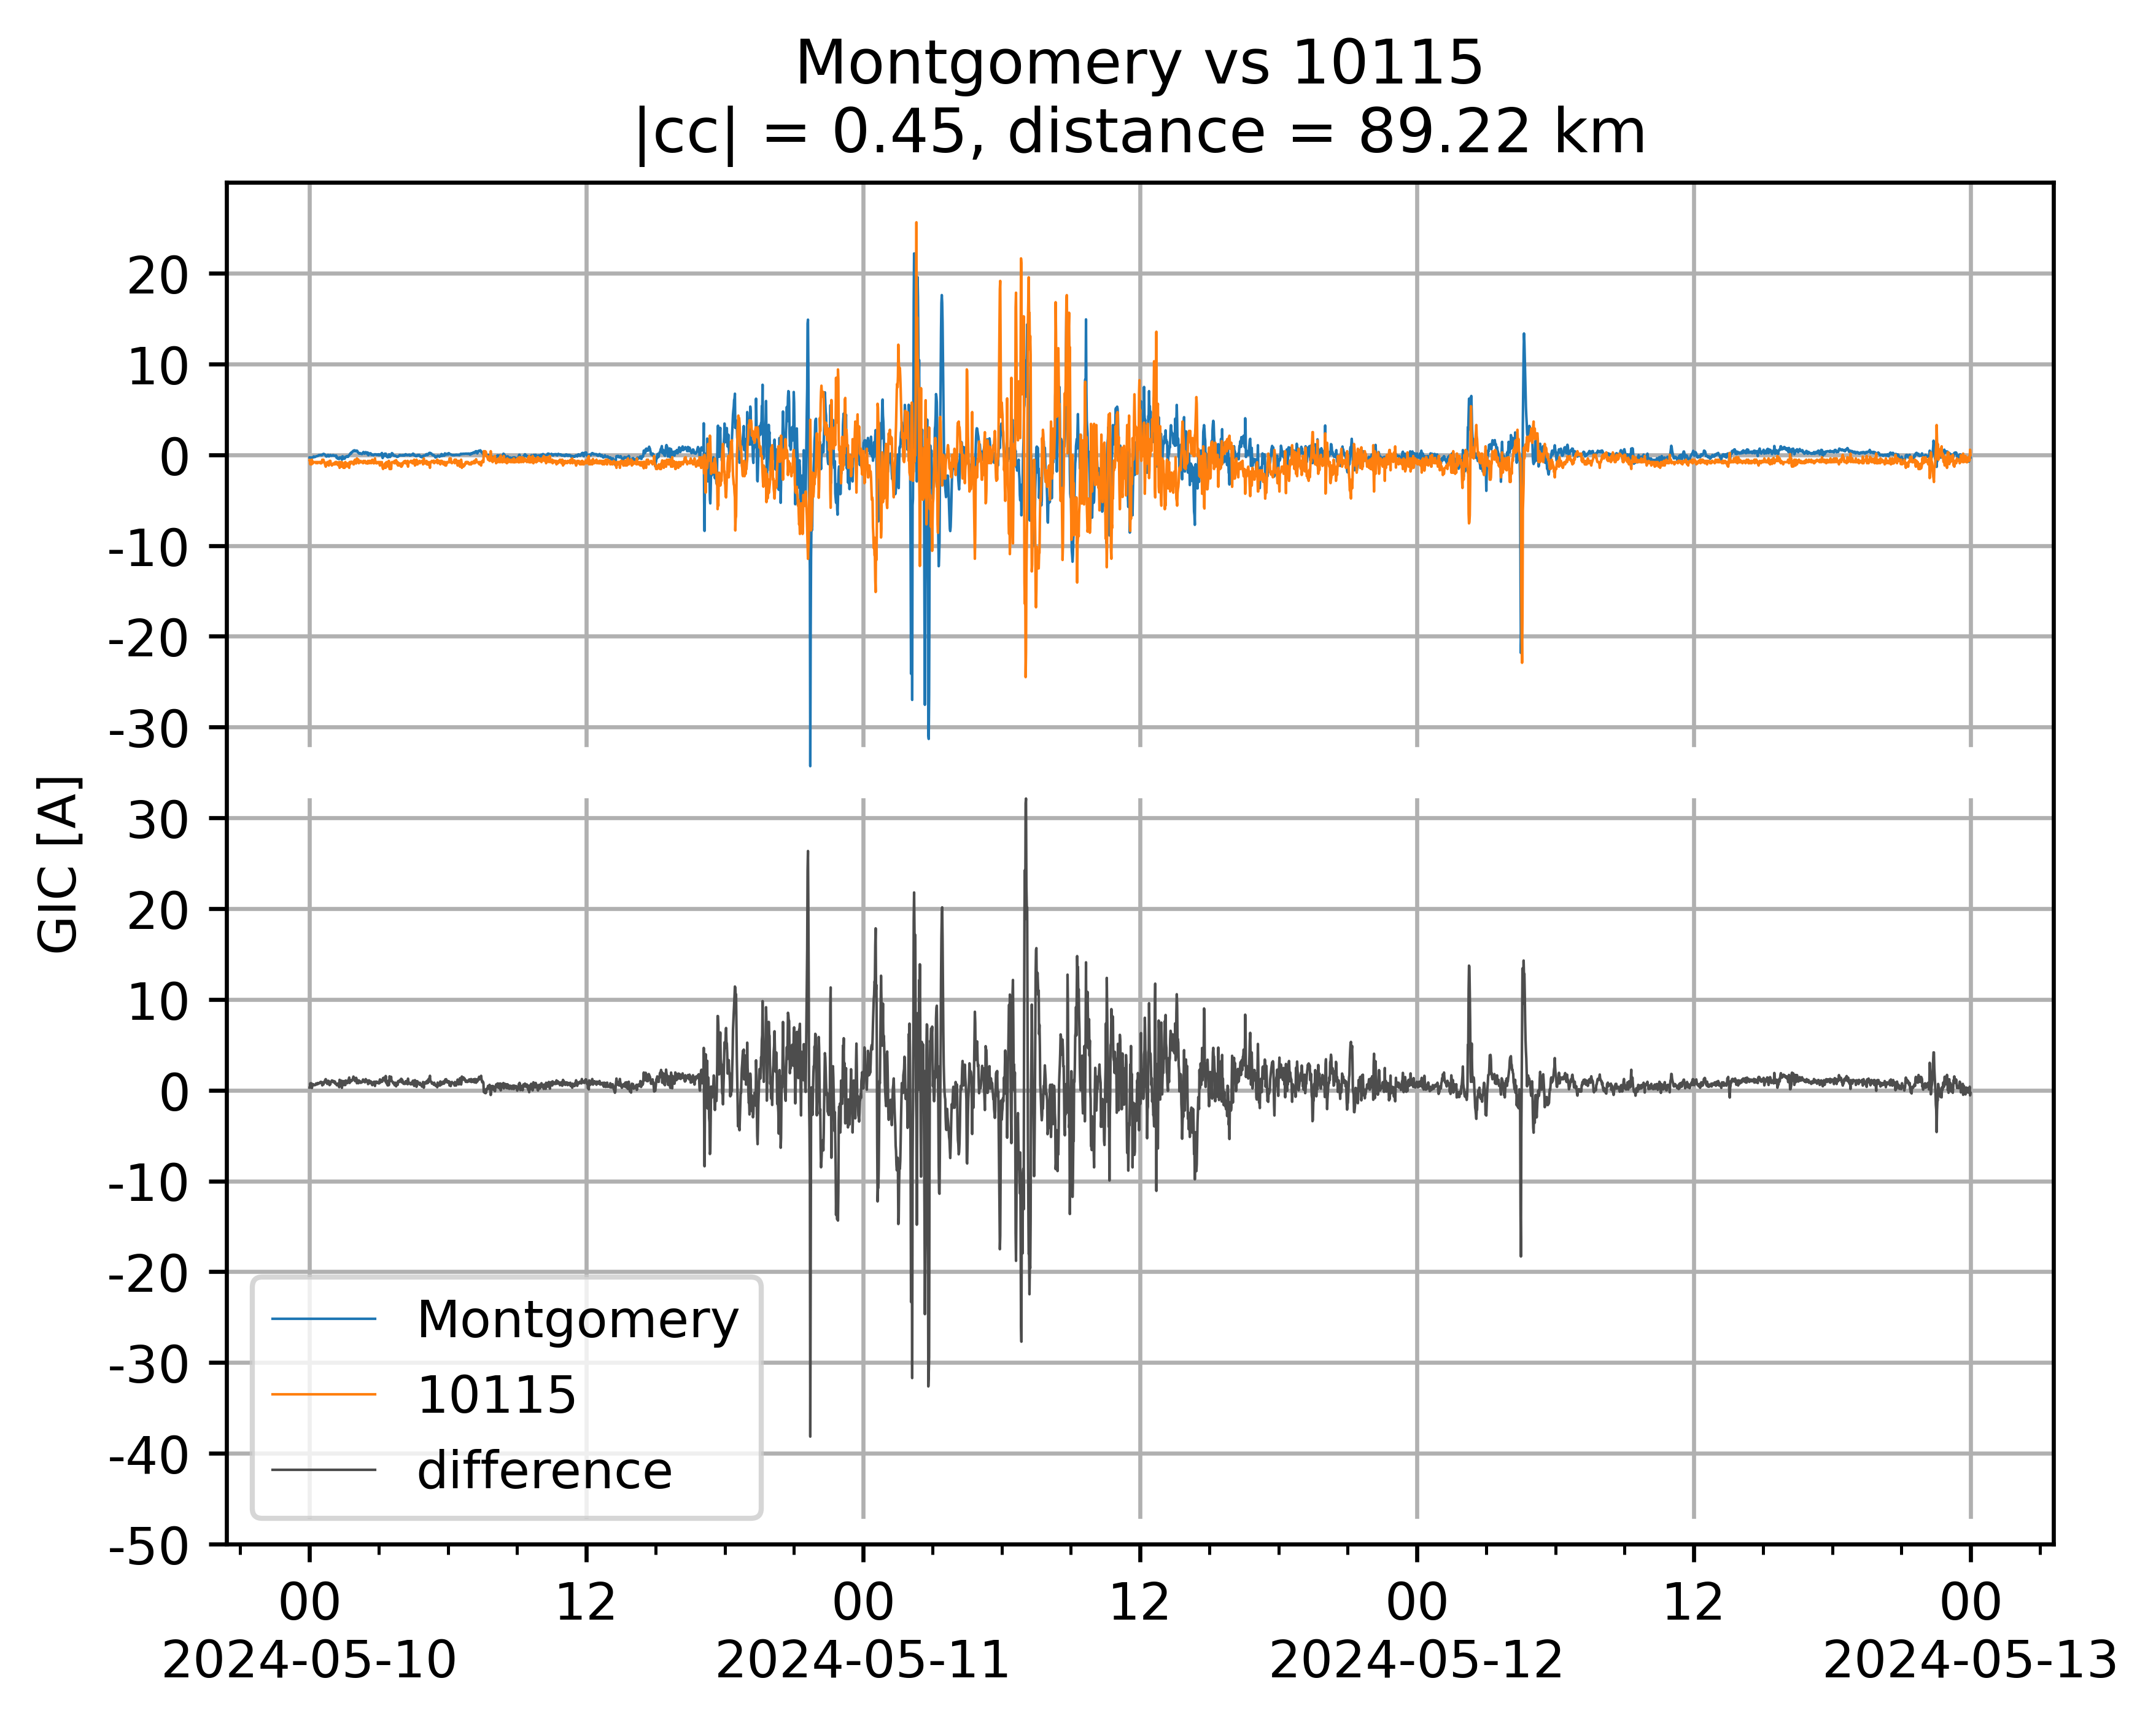 Montgomery vs 10115
|cc| = 0.45, distance = 89.22 km
GIC [A]
20
10
0
-10
-20
-30
30
20
10
0
-10
-20
-30
-40
-50
Montgomery
10115
difference
00 12 00 12 00 12 00
2024-05-10 2024-05-11 2024-05-12 2024-05-13